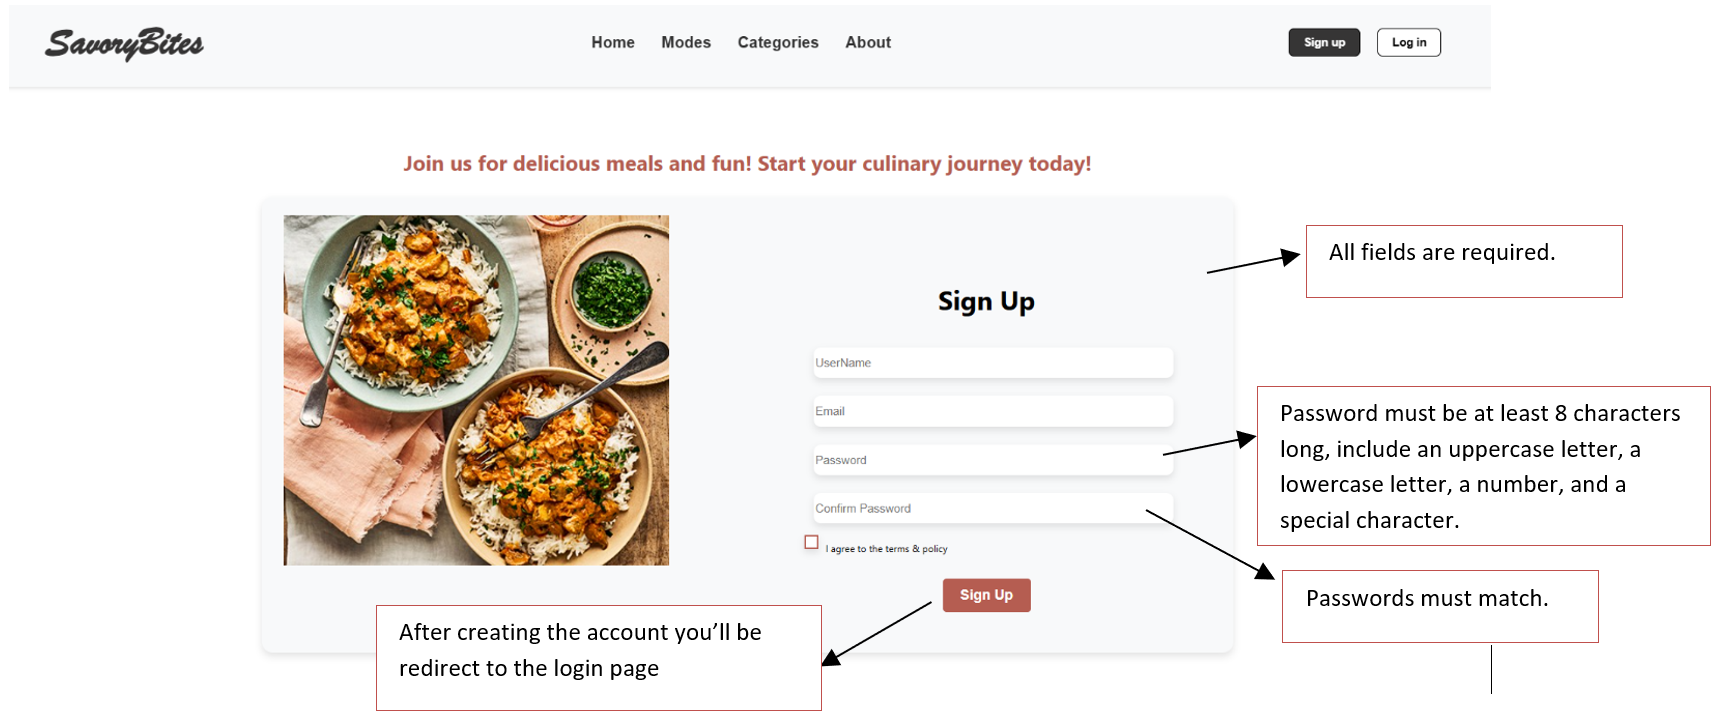 SavoryBites
Home Modes Categories About
Sign up Log in
Join us for delicious meals and fun! Start your culinary journey today!
All fields are required.
Sign Up
UserName
Email
Password
Confirm Password
I agree to the terms & policy
Sign Up
Password must be at least 8 characters
long, include an uppercase letter, a
lowercase letter, a number, and a
special character.
Passwords must match.
After creating the account you’ll be
redirect to the login page